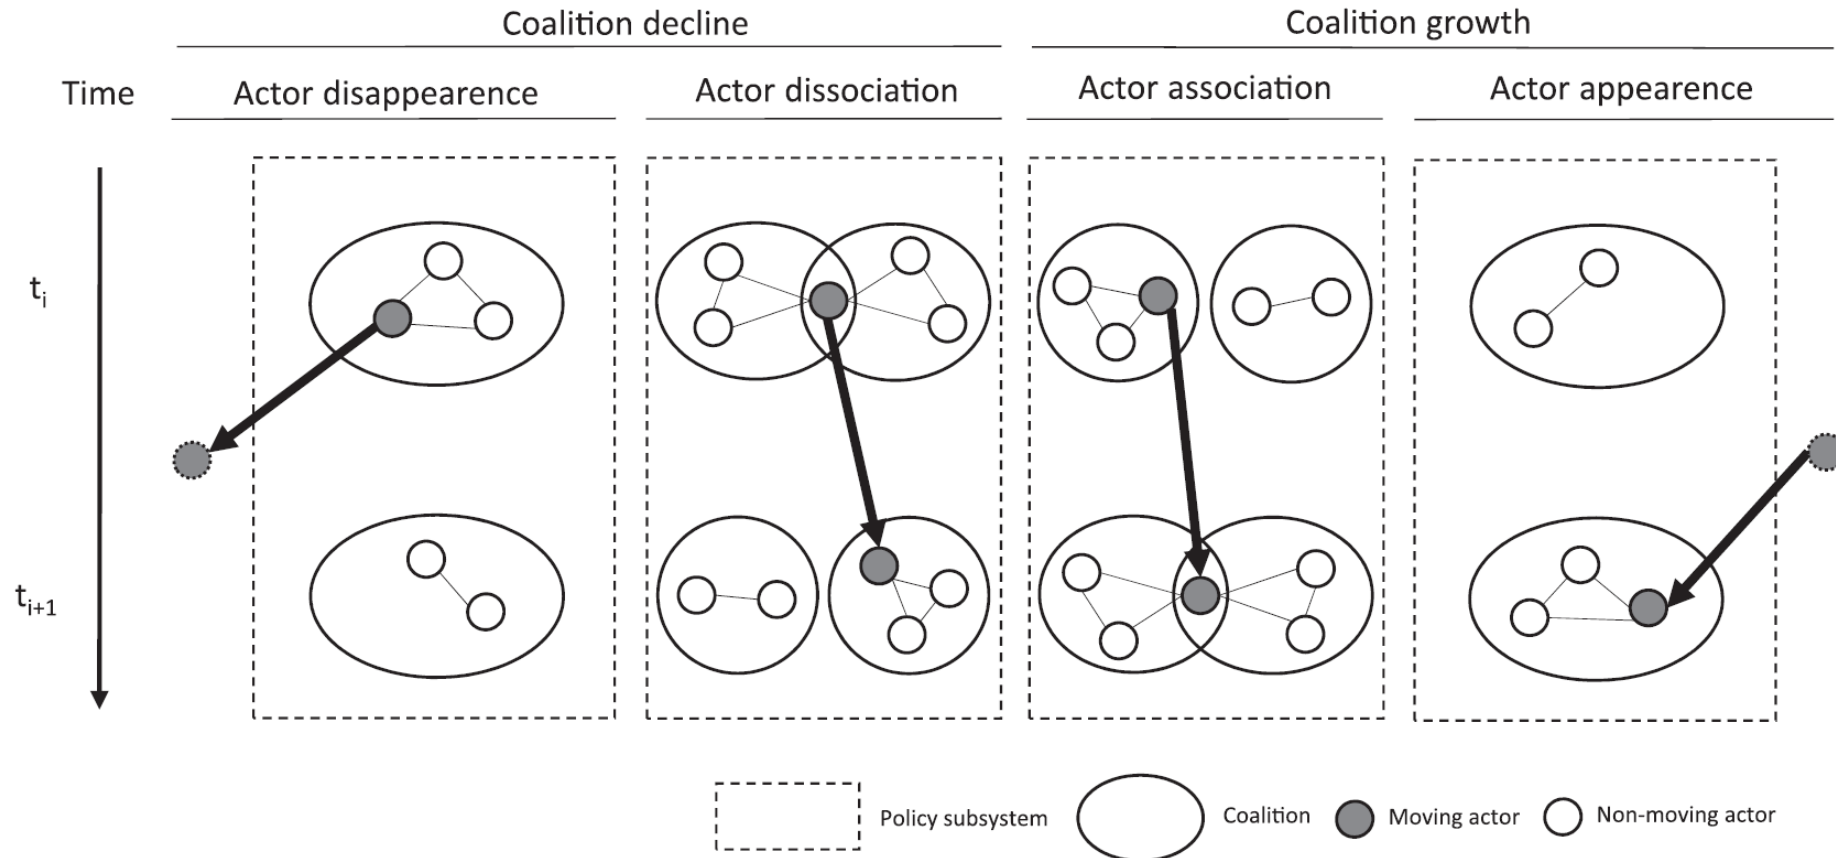 Coalition decline
Coalition growth
Time
Actor disappearence
Actor dissociation
Actor association
Actor appearence
ti
ti+1
Policy subsystem
Coalition
Moving actor
Non-moving actor